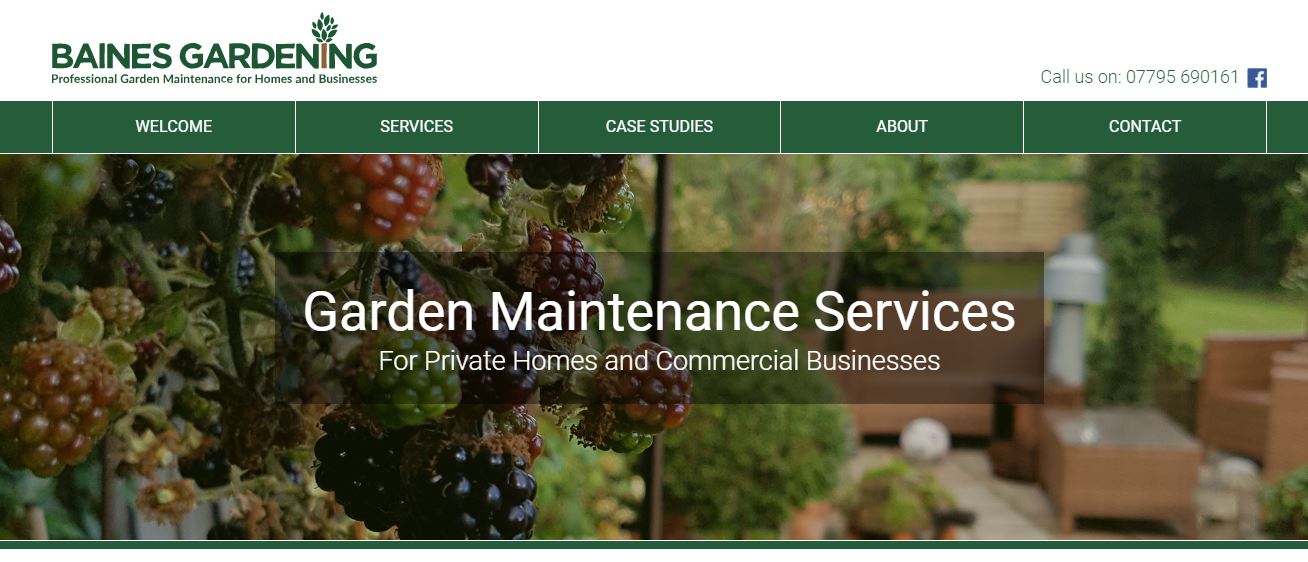 BAINES GARDENING
Professional Garden Maintenance for Homes and Businesses
Call us on: 07795 690161
WELCOME
SERVICES
CASE STUDIES
ABOUT
CONTACT
Garden Maintenance Services
For Private Homes and Commercial Businesses